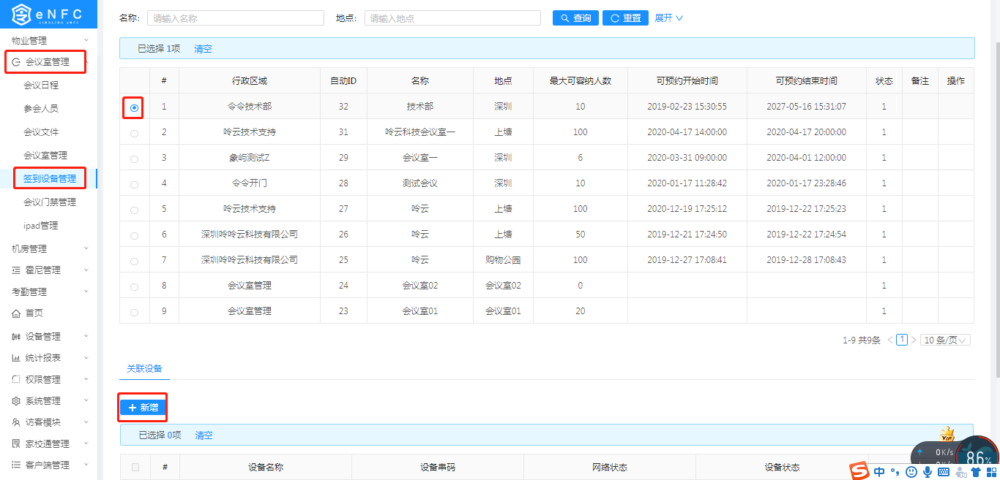 eNFC
LINGLING eNFC
物业管理
会议室管理
会议日程
参会人员
会议文件
会议室管理
签到设备管理
会议门禁管理
ipad管理
机房管理
霍尼管理
考勤管理
首页
设备管理
统计报表
权限管理
系统管理
访客模块
家校通管理
客户端管理
名称: 请输入名称 地点: 请输入地点 查询 重置 展开
已选择 1项 清空
# 行政区域 自动ID 名称 地点 最大可容纳人数 可预约开始时间 可预约结束时间 状态 备注 操作
1 令令技术部 32 技术部 深圳 10 2019-02-23 15:30:55 2027-05-16 15:31:07 1
2 呤云技术支持 31 呤云科技会议室一 上塘 100 2020-04-17 14:00:00 2020-04-17 20:00:00 1
3 象屿测试Z 29 会议室一 深圳 6 2020-03-31 09:00:00 2020-04-01 12:00:00 1
4 令令开门 28 测试会议 深圳 10 2020-01-17 11:28:42 2020-01-17 23:28:46 1
5 呤云技术支持 27 呤云 上塘 100 2020-12-19 17:25:12 2019-12-22 17:25:23 1
6 深圳呤呤云科技有限公司 26 呤云 上塘 50 2019-12-21 17:24:50 2019-12-22 17:24:54 1
7 深圳呤呤云科技有限公司 25 呤云 购物公园 100 2019-12-27 17:08:41 2019-12-28 17:08:43 1
8 会议室管理 24 会议室02 会议室02 0 1
9 会议室管理 23 会议室01 会议室01 20 1
1-9 共9条 1 10 条/页
关联设备
新增
已选择 0项 清空
# 设备名称 设备串码 网络状态 设备状态
VIP
0K/s
0K/s
86%
中